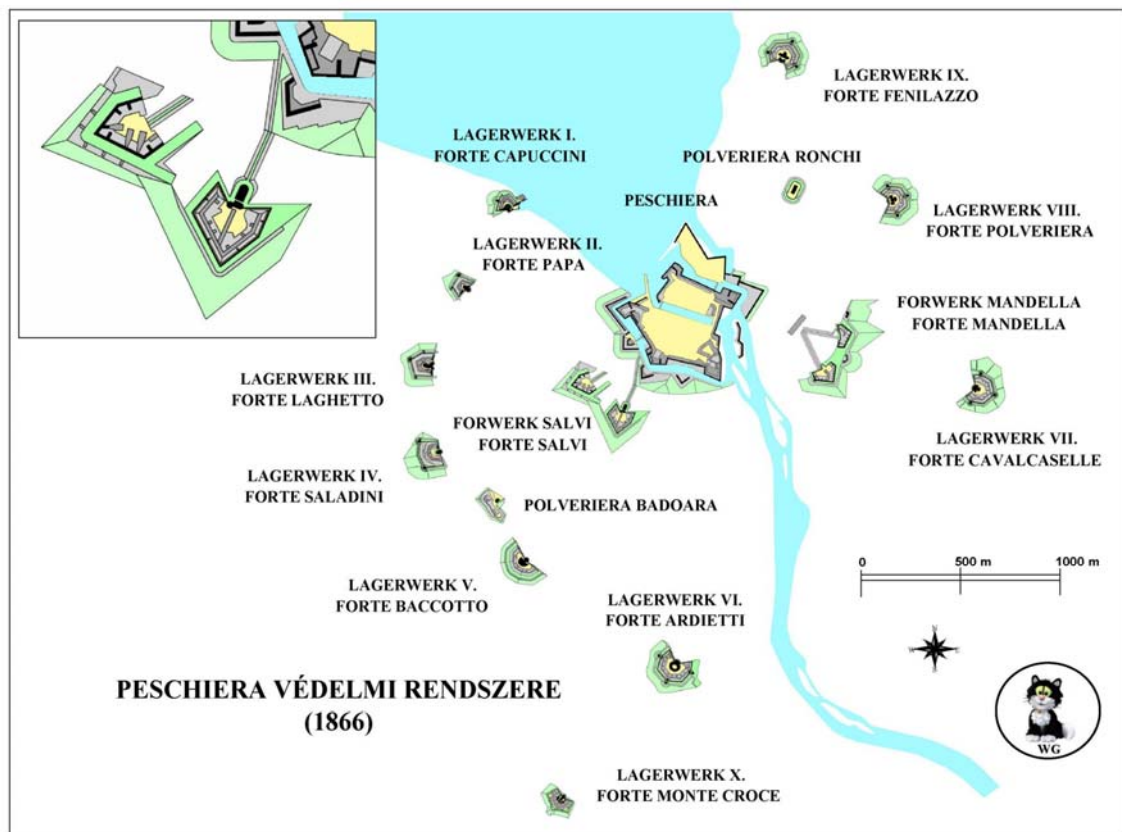 LAGERWERK IX.
FORTE FENILAZZO
LAGERWERK I.
FORTE CAPUCCINI
POLVERIERA RONCHI
PESCHIERA
LAGERWERK VIII.
FORTE POLVERIERA
LAGERWERK II.
FORTE PAPA
FORWERK MANDELLA
FORTE MANDELLA
LAGERWERK III.
FORTE LAGHETTO
FORWERK SALVI
FORTE SALVI
LAGERWERK VII.
FORTE CAVALCASELLE
LAGERWERK IV.
FORTE SALADINI
POLVERIERA BADOARA
0 500 m 1000 m
LAGERWERK V.
FORTE BACCOTTO
LAGERWERK VI.
FORTE ARDIETTI
N
W E
S
PESCHIERA VÉDELMI RENDSZERE
(1866)
WG
LAGERWERK X.
FORTE MONTE CROCE